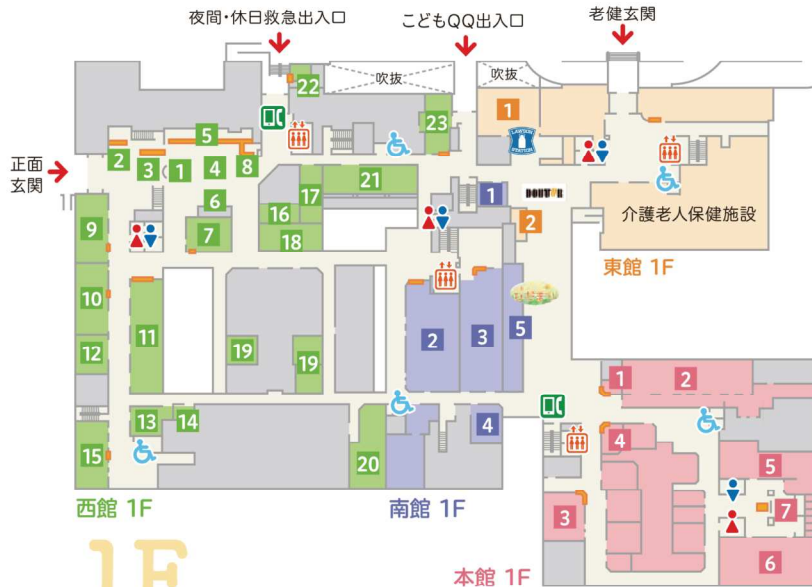 夜間・休日救急出入口
こどもQQ出入口
老健玄関
吹抜
吹抜
22
23
1
LAWSON
STATION
5
2
3
1
4
8
正面
玄関
6
7
9
16
17
18
21
1
DOUTOR
2
介護老人保健施設
東館 1F
10
11
12
19
19
2
3
5
13
14
15
20
4
1
2
4
5
3
7
6
西館 1F
南館 1F
本館 1F
1F